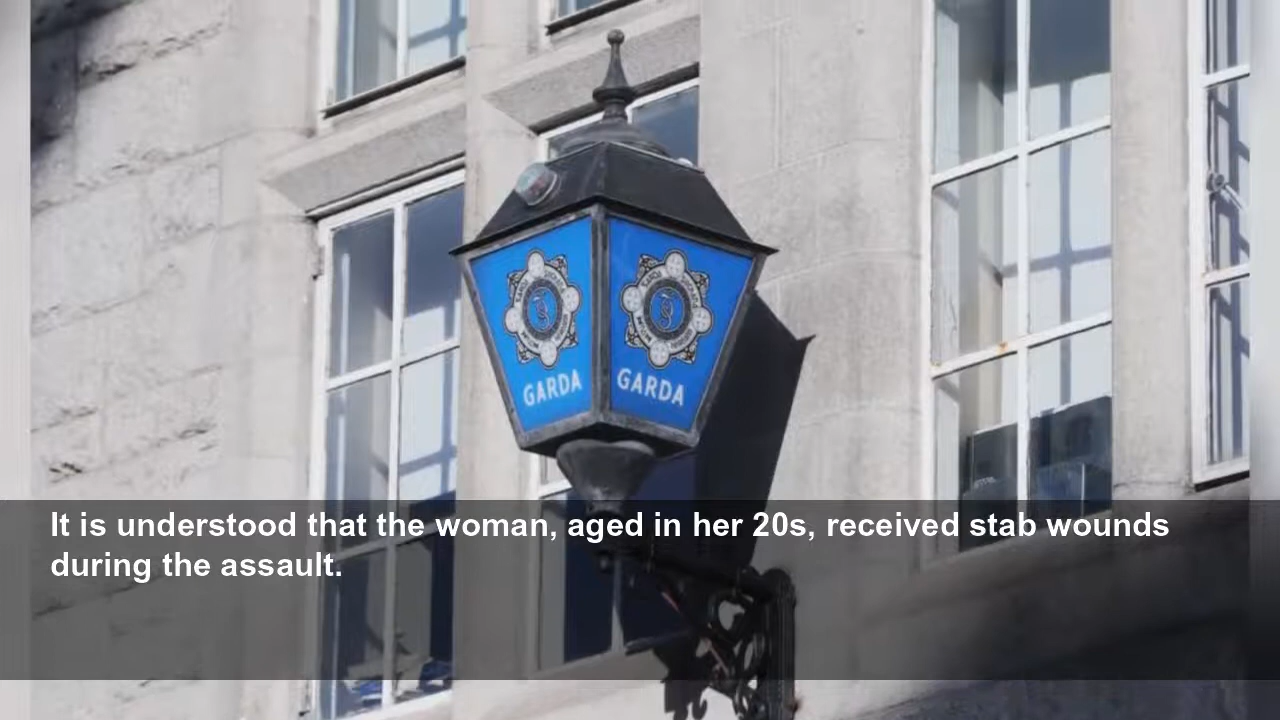 GARDA
GARDA
It is understood that the woman, aged in her 20s, received stab wounds
during the assault.